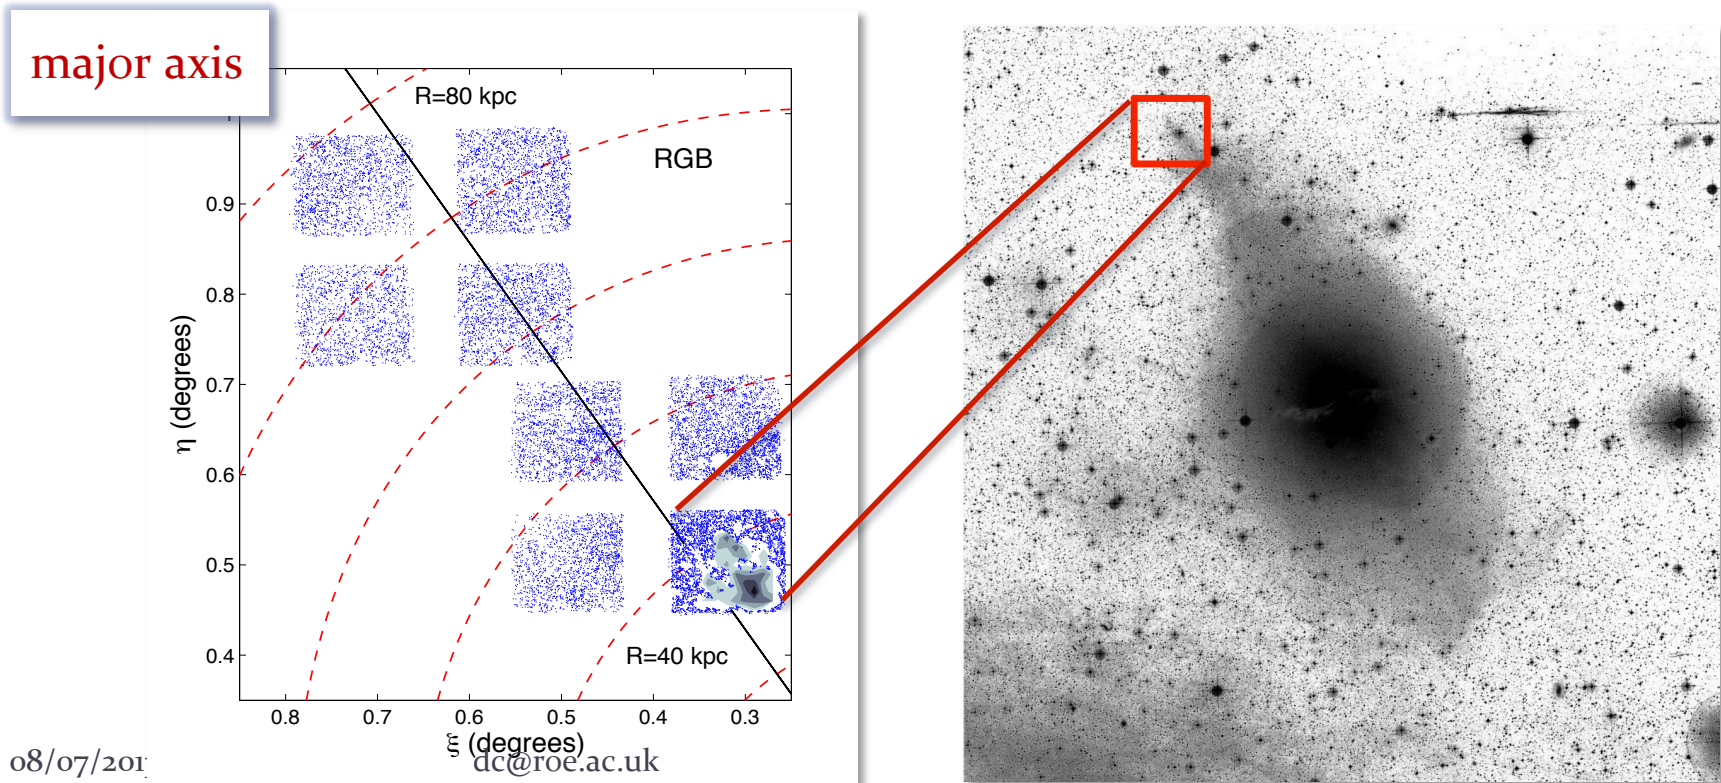 major axis
R=80 kpc
RGB
1
0.9
0.8
0.7
0.6
0.5
0.4
η (degrees)
R=40 kpc
0.8 0.7 0.6 0.5 0.4 0.3
ξ (degrees)
dc@roe.ac.uk